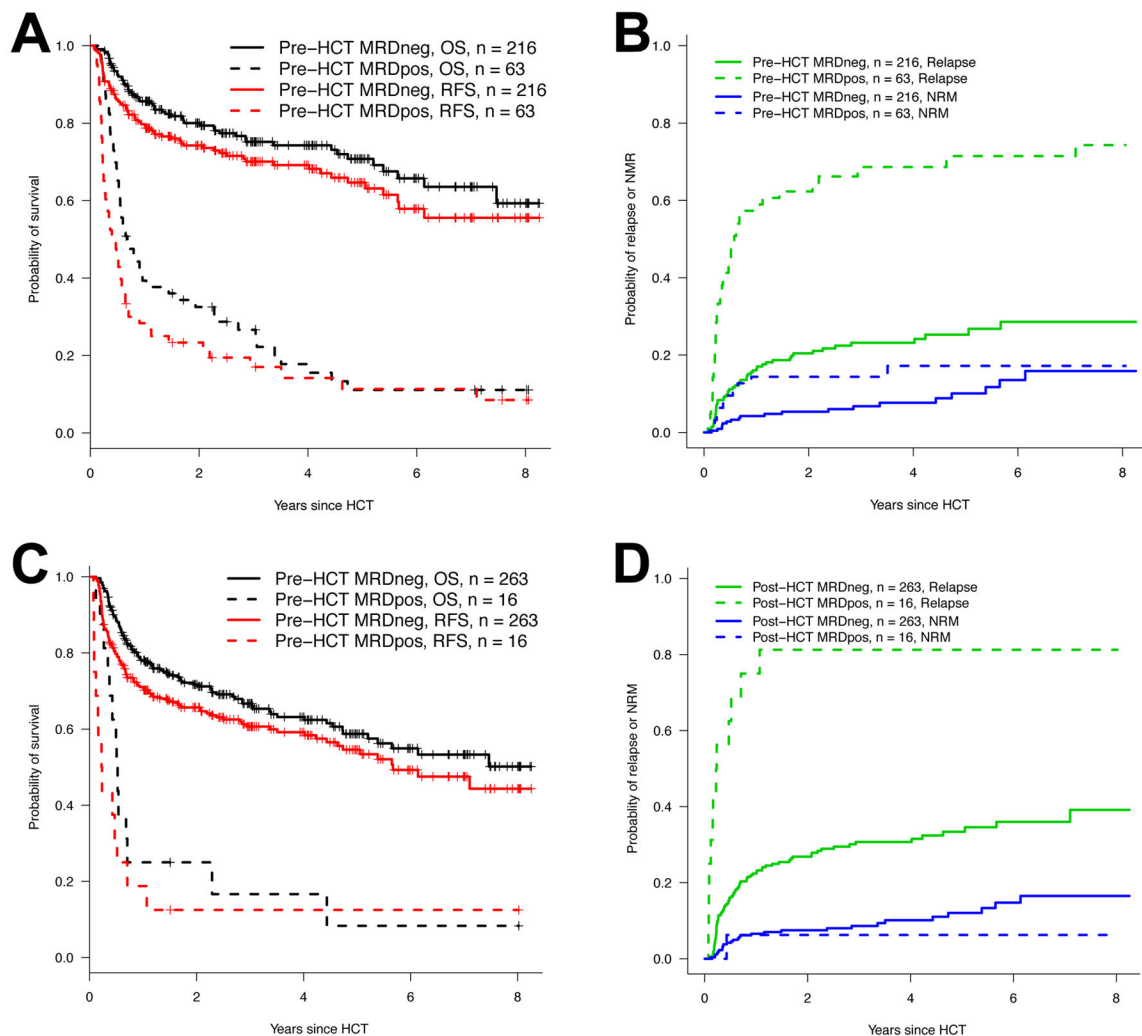 A
Pre−HCT MRDneg, OS, n = 216
Pre−HCT MRDpos, OS, n = 63
Pre−HCT MRDneg, RFS, n = 216
Pre−HCT MRDpos, RFS, n = 63
Probability of survival
1.0
0.8
0.6
0.4
0.2
0.0
0 2 4 6 8
Years since HCT
B
Pre−HCT MRDneg, n = 216, Relapse
Pre−HCT MRDpos, n = 63, Relapse
Pre−HCT MRDneg, n = 216, NRM
Pre−HCT MRDpos, n = 63, NRM
Probablity of relapse or NMR
1.0
0.8
0.6
0.4
0.2
0.0
0 2 4 6 8
Years since HCT
C
Pre−HCT MRDneg, OS, n = 263
Pre−HCT MRDpos, OS, n = 16
Pre−HCT MRDneg, RFS, n = 263
Pre−HCT MRDpos, RFS, n = 16
Probability of survival
1.0
0.8
0.6
0.4
0.2
0.0
0 2 4 6 8
Years since HCT
D
Post−HCT MRDneg, n = 263, Relapse
Post−HCT MRDpos, n = 16, Relapse
Post−HCT MRDneg, n = 263, NRM
Post−HCT MRDpos, n = 16, NRM
Probablity of relapse or NRM
1.0
0.8
0.6
0.4
0.2
0.0
0 2 4 6 8
Years since HCT